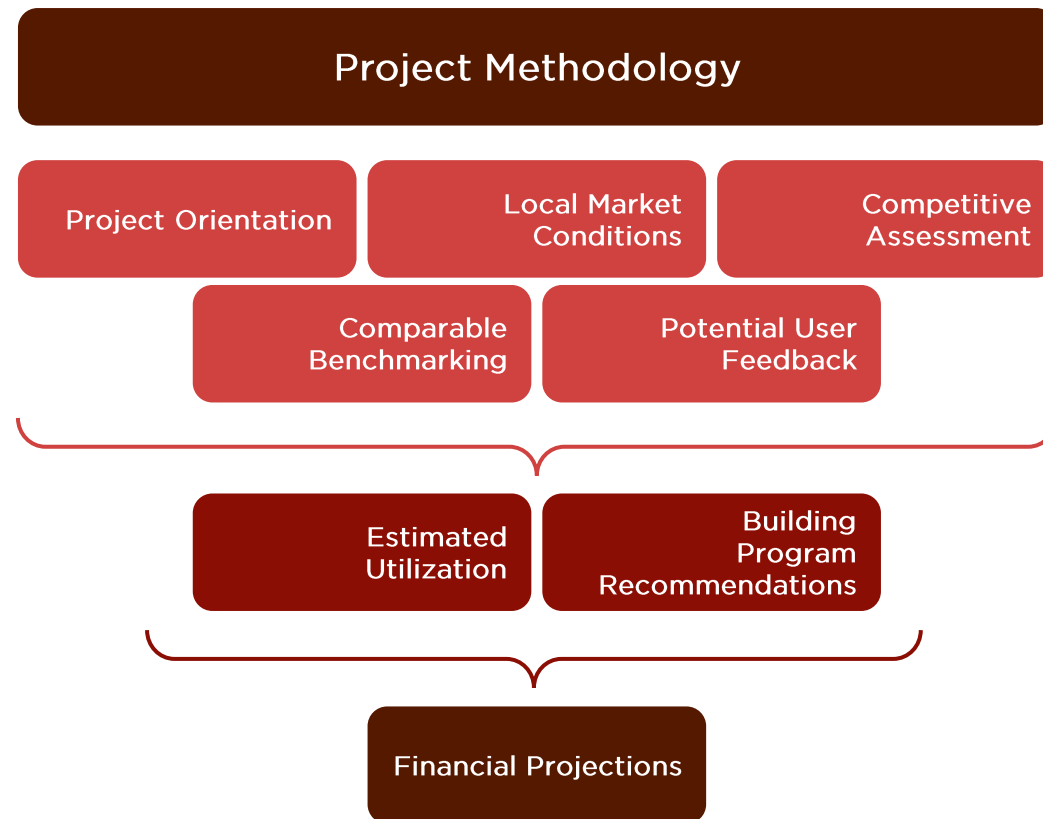 Project Methodology
Project Orientation
Local Market
Conditions
Competitive
Assessment
Comparable
Benchmarking
Potential User
Feedback
Estimated
Utilization
Building
Program
Recommendations
Financial Projections